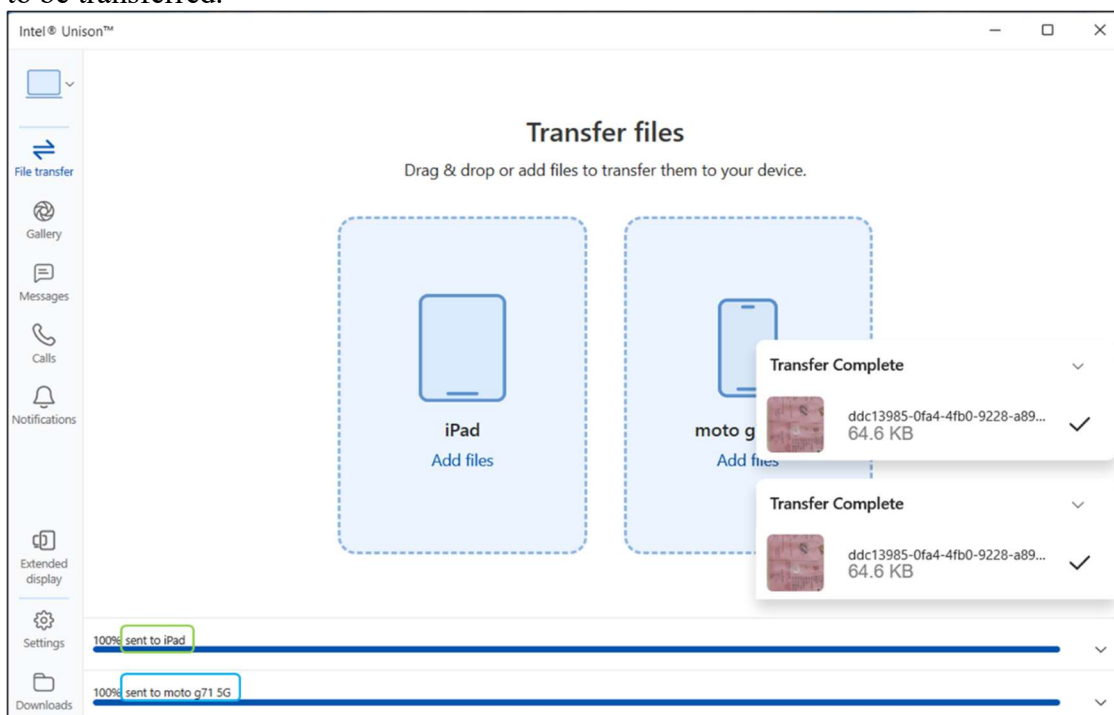 to be transferred.
Intel® Unison™
File transfer
Gallery
Messages
Calls
Notifications
Extended
display
Settings
Downloads
Transfer files
Drag & drop or add files to transfer them to your device.
iPad
Add files
moto g
Add files
Transfer Complete
ddc13985-0fa4-4fb0-9228-a89...
64.6 KB
Transfer Complete
ddc13985-0fa4-4fb0-9228-a89...
64.6 KB
100% sent to iPad
100% sent to moto g71 5G